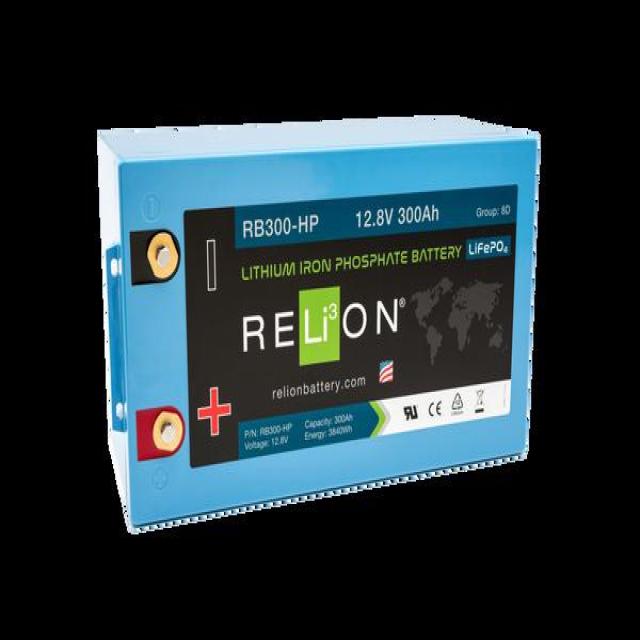 RB300-HP 12.8V 300Ah Group: 8D
LITHIUM IRON PHOSPHATE BATTERY LiFePO4
RELi3ON®
relionbattery.com
P/N: RB300-HP Capacity: 300Ah
Voltage: 12.8V Energy: 3840Wh
CE